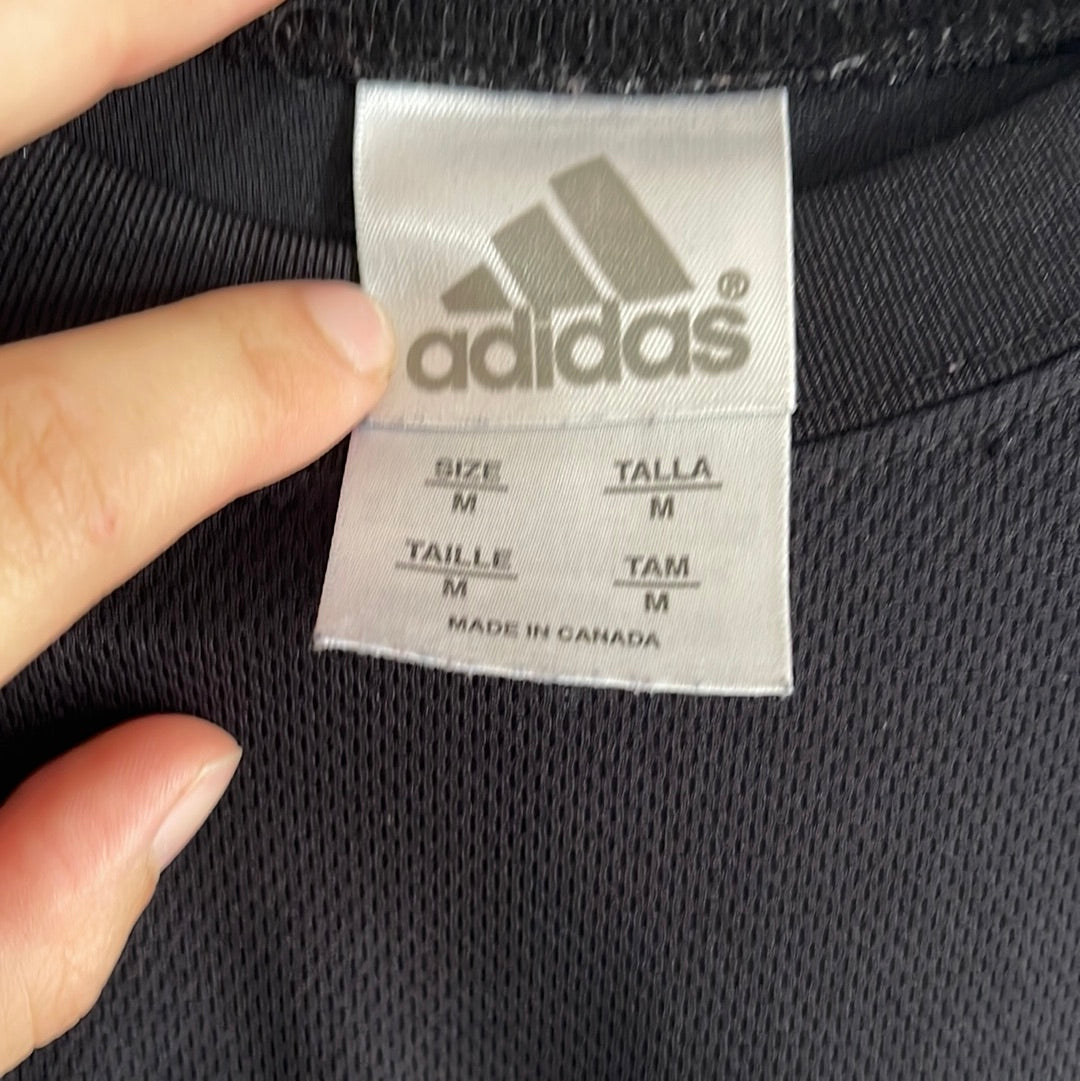 adidas®
SIZE TALLA
M M
TAILLE TAM
M M
MADE IN CANADA